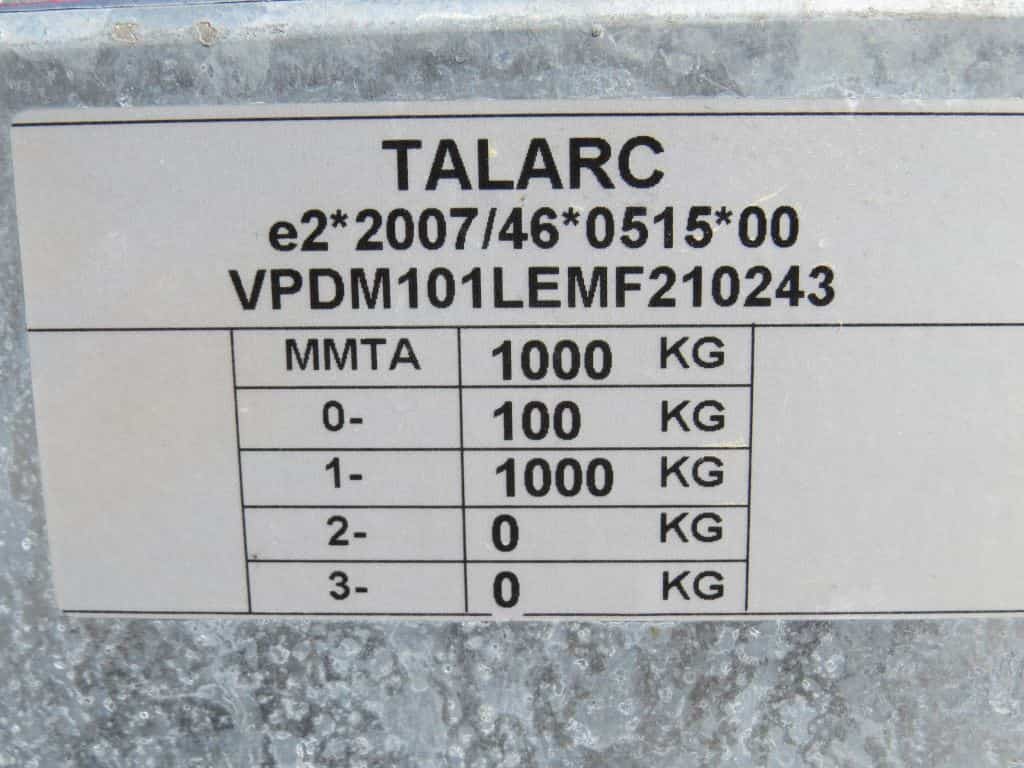 TALARC
e2*2007/46*0515*00
VPDM101LEMF210243
MMTA 1000 KG
0- 100 KG
1- 1000 KG
2- 0 KG
3- 0 KG